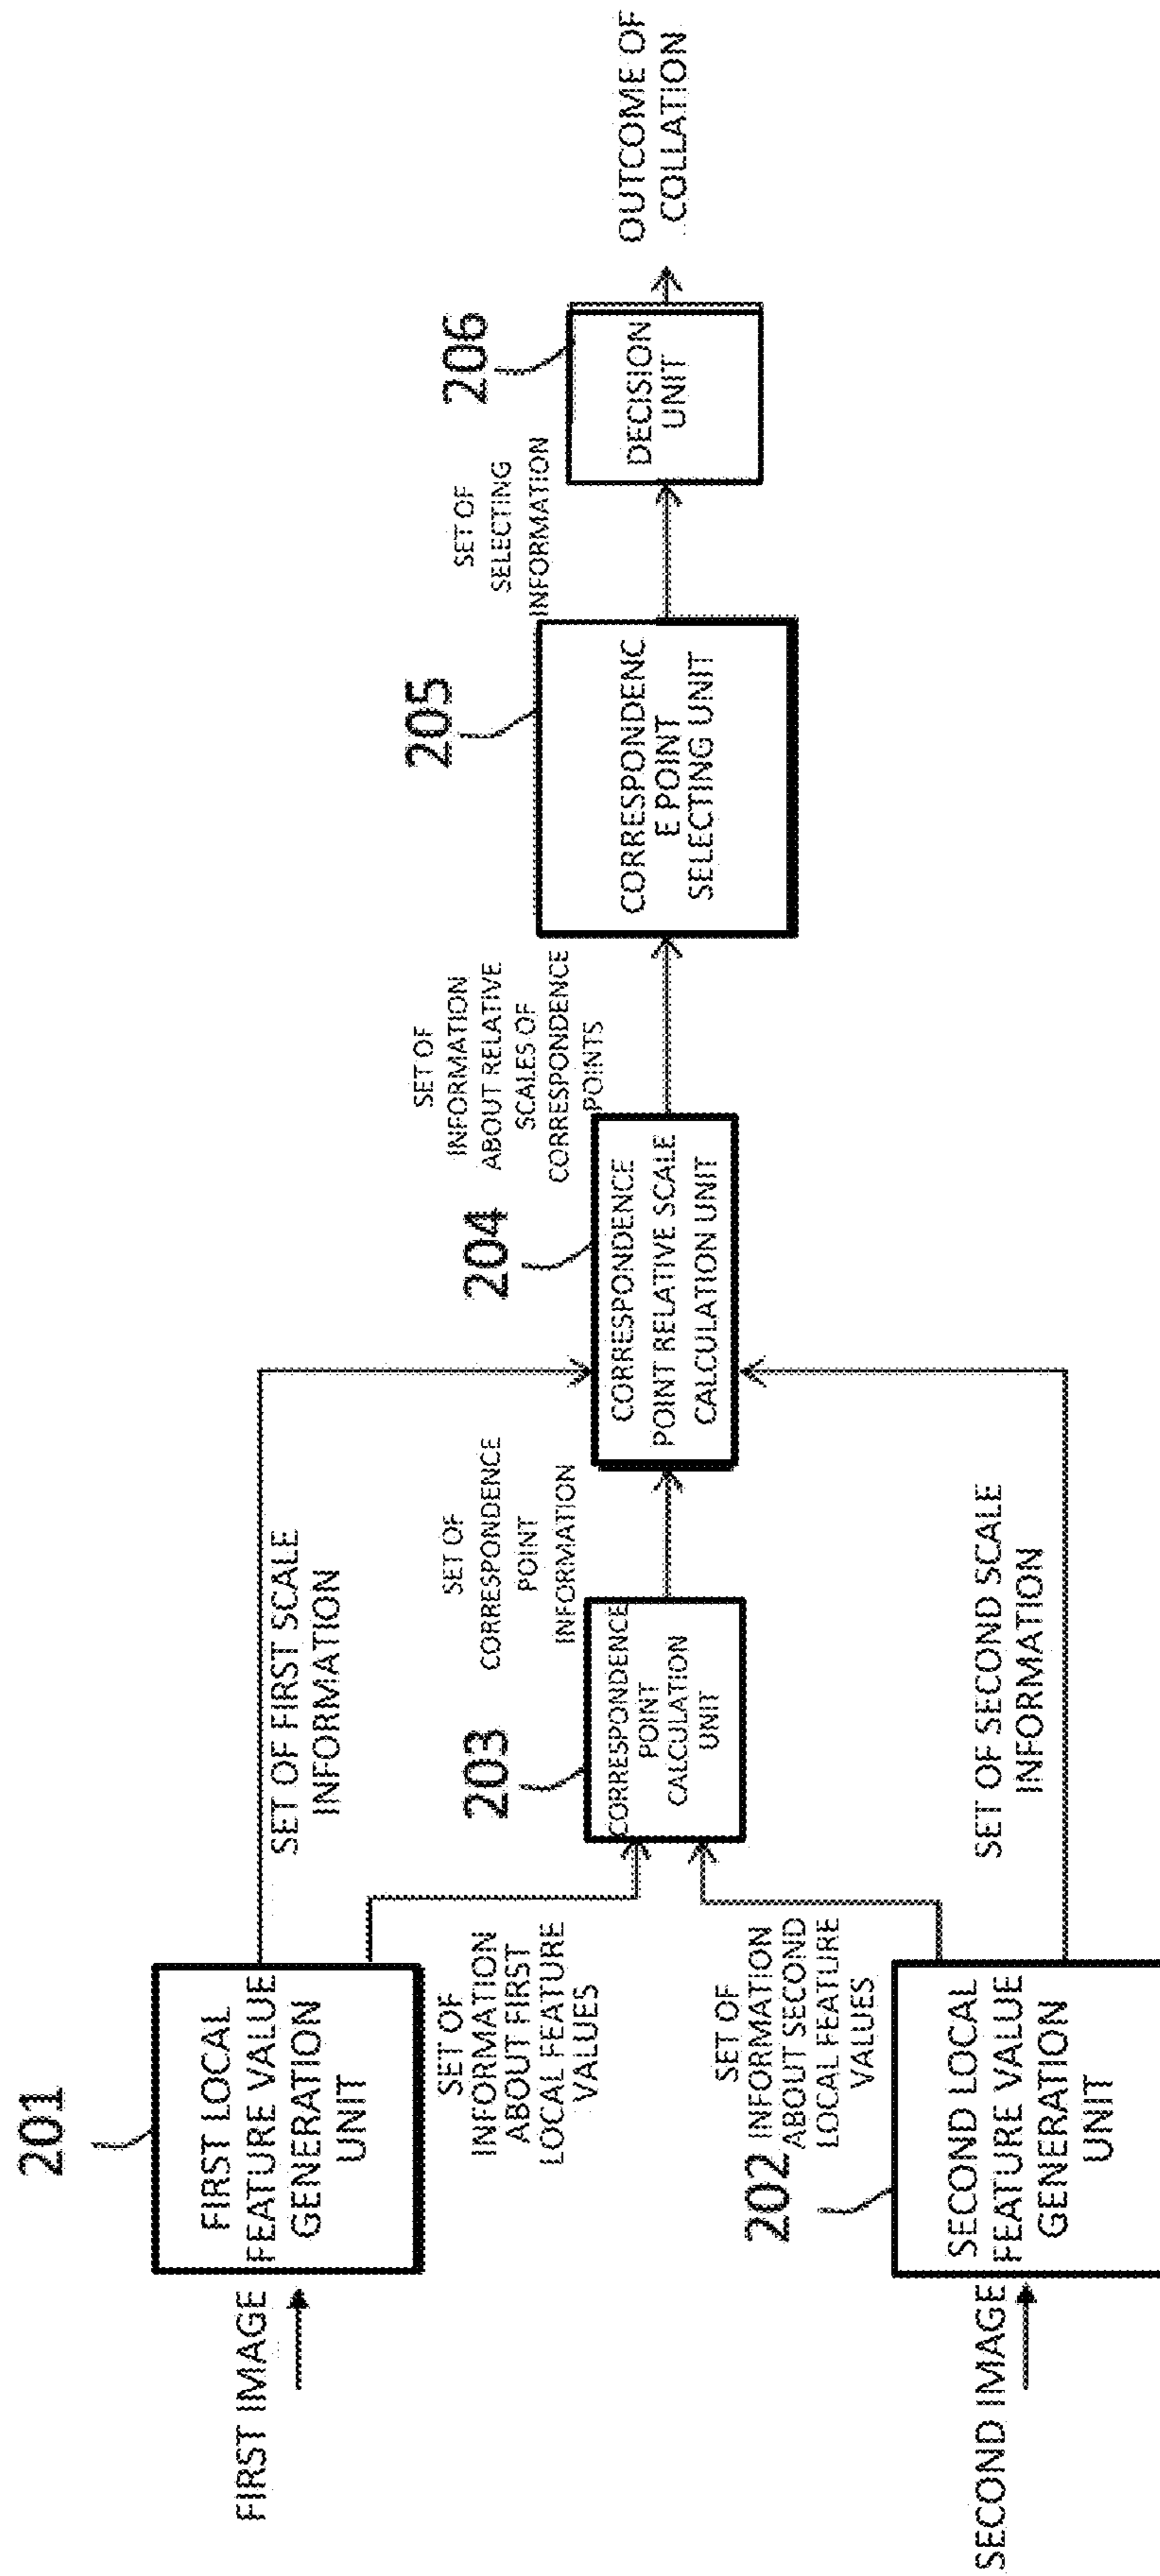 FIRST IMAGE
201
FIRST LOCAL
FEATURE VALUE
GENERATION
UNIT
SET OF FIRST SCALE
INFORMATION
SET OF
INFORMATION
ABOUT FIRST
LOCAL FEATURE
VALUES
SECOND IMAGE
202
SECOND LOCAL
FEATURE VALUE
GENERATION
UNIT
SET OF
INFORMATION
ABOUT SECOND
LOCAL FEATURE
VALUES
SET OF SECOND SCALE
INFORMATION
203
CORRESPONDENCE
POINT
CALCULATION
UNIT
SET OF
CORRESPONDENCE
POINT
INFORMATION
204
CORRESPONDENCE
POINT RELATIVE SCALE
CALCULATION UNIT
SET OF
INFORMATION
ABOUT RELATIVE
SCALES OF
CORRESPONDENCE
POINTS
205
CORRESPONDENC
E POINT
SELECTING UNIT
SET OF
SELECTING
INFORMATION
206
DECISION
UNIT
OUTCOME OF
COLLATION